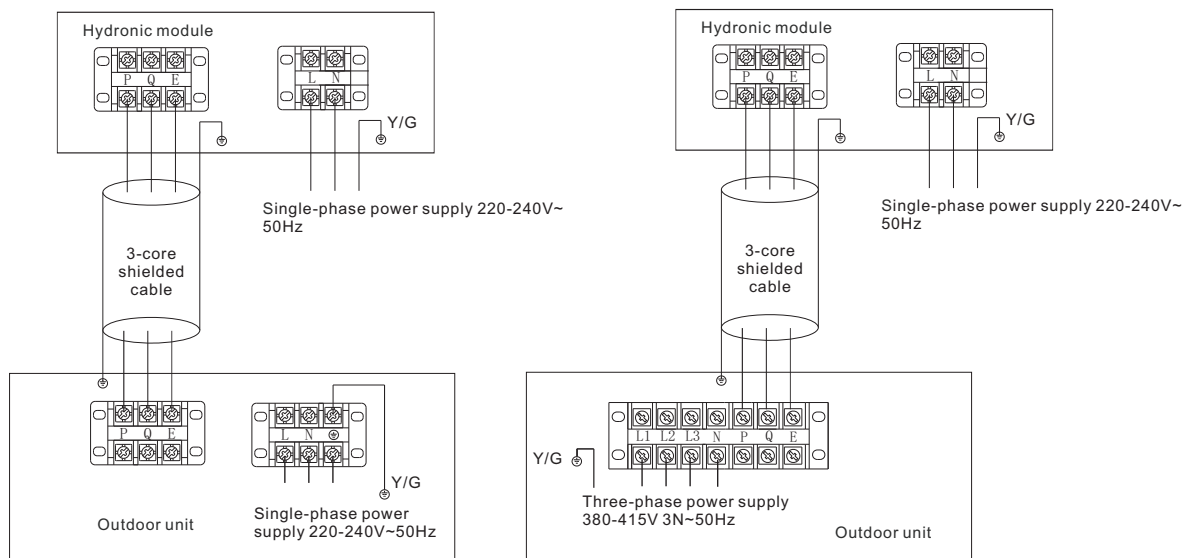 Hydronic module
P Q E
L N
Y/G
Single-phase power supply 220-240V~
50Hz
3-core
shielded
cable
P Q E
L N
Y/G
Single-phase power
supply 220-240V~50Hz
Outdoor unit
Hydronic module
P Q E
L N
Y/G
Single-phase power supply 220-240V~
50Hz
3-core
shielded
cable
L1 L2 L3 N P Q E
Y/G
Three-phase power supply
380-415V 3N~50Hz
Outdoor unit